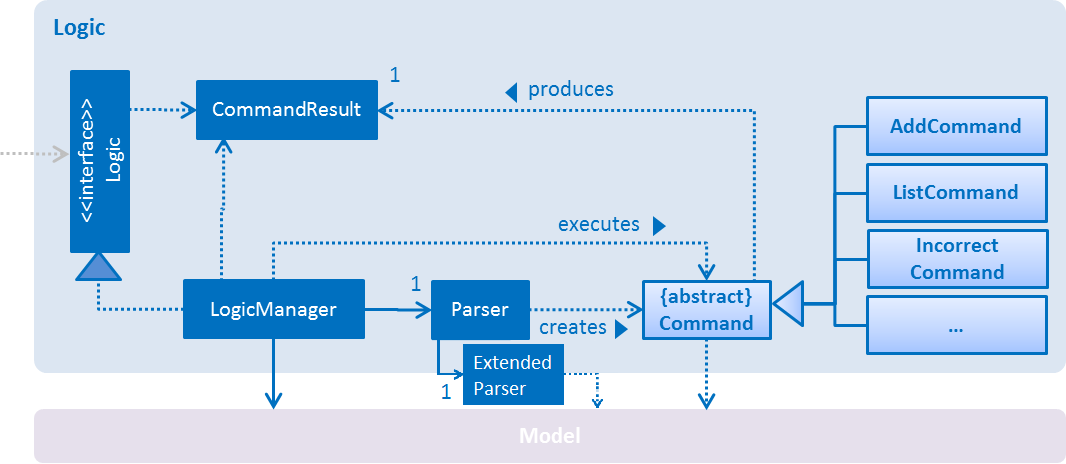 Logic
<<interface>>
Logic
CommandResult
1
produces
AddCommand
ListCommand
Incorrect
Command
...
executes
LogicManager
1
Parser
creates
{abstract}
Command
1
Extended
Parser
Model